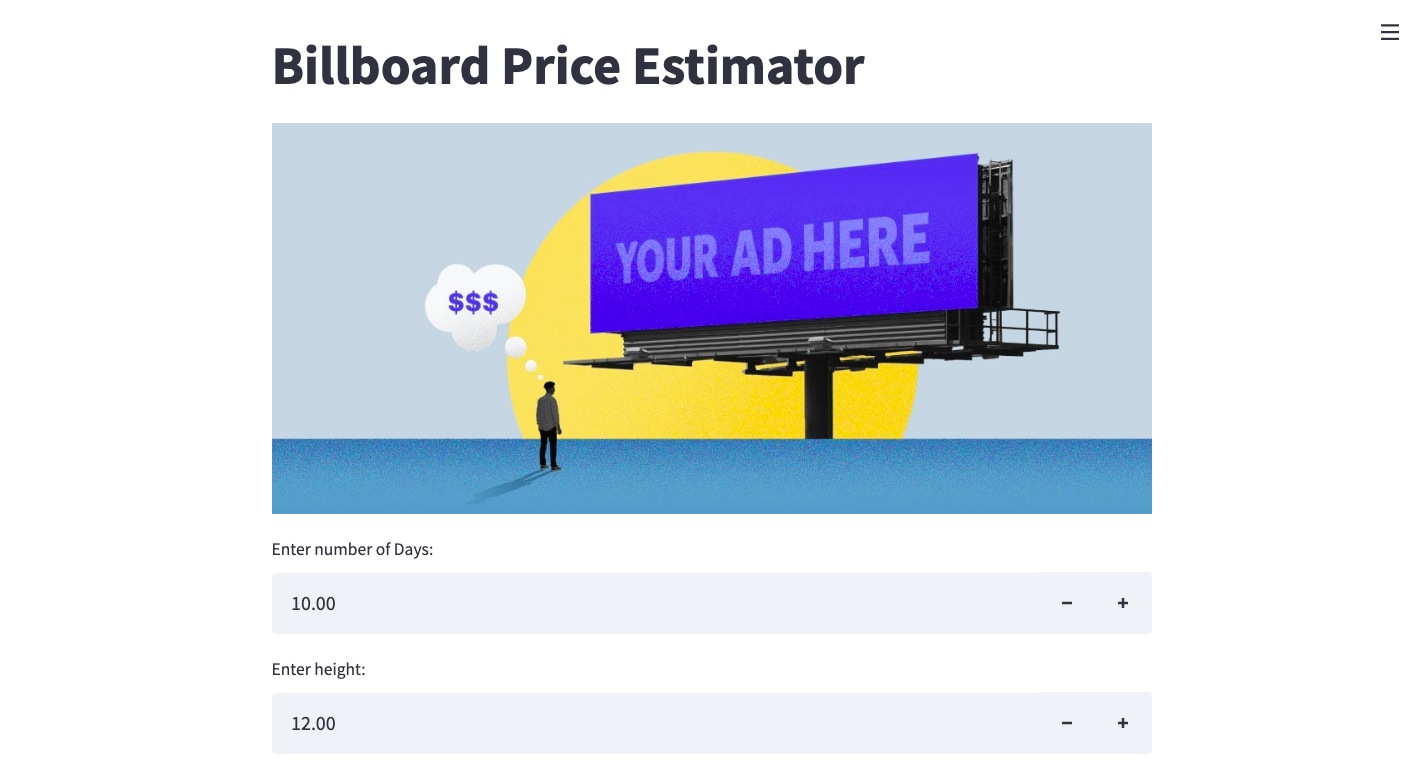 Billboard Price Estimator
YOUR AD HERE
$$$
Enter number of Days:
10.00
Enter height:
12.00